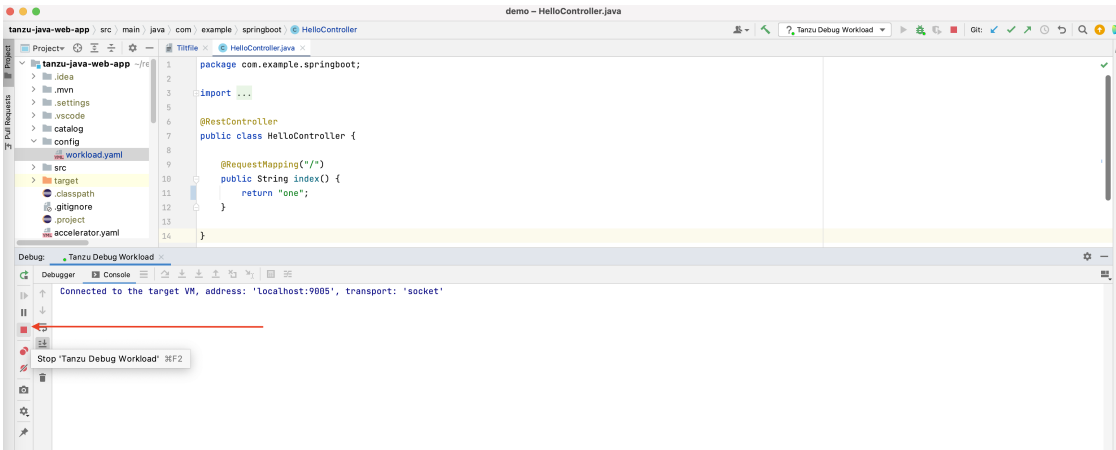 demo – HelloController.java
tanzu-java-web-app src main java com example springboot HelloController
Tanzu Debug Workload Git:
Project
Pull Requests
Project
Tiltfile HelloController.java
tanzu-java-web-app ~/re
.idea
.mvn
.settings
.vscode
catalog
config
workload.yaml
src
target
.classpath
.gitignore
.project
accelerator.yaml
1 package com.example.springboot;
2
3 import ...
5
6 @RestController
7 public class HelloController {
8
9 @RequestMapping("/")
10 public String index() {
11 return "one";
12 }
13
14 }
Debug: Tanzu Debug Workload
Debugger Console
Connected to the target VM, address: 'localhost:9005', transport: 'socket'
Stop 'Tanzu Debug Workload' ⌘F2